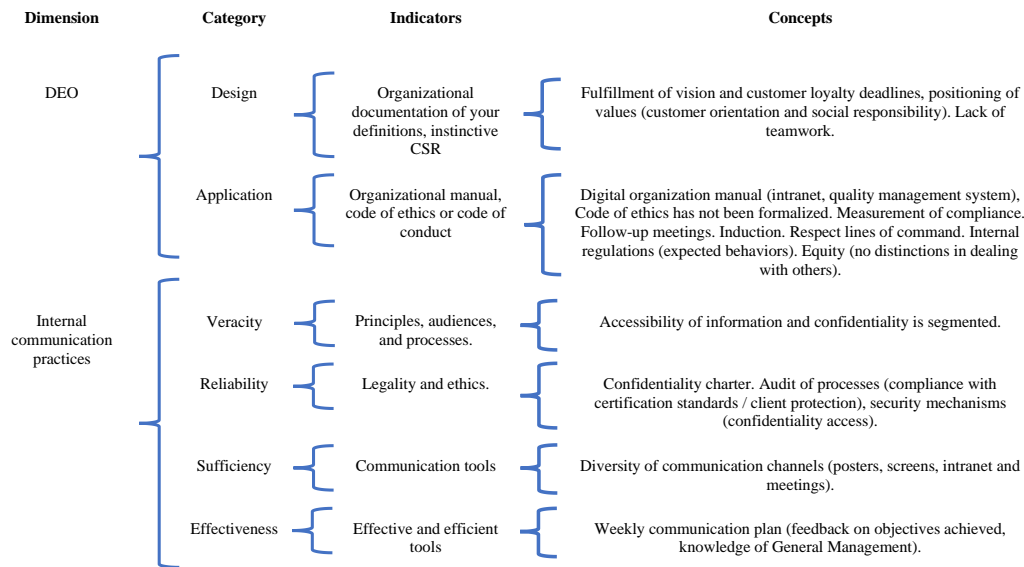 Dimension
Category
Indicators
Concepts
DEO
Design
Organizational
documentation of your
definitions, instinctive
CSR
Fulfillment of vision and customer loyalty deadlines, positioning of
values (customer orientation and social responsibility). Lack of
teamwork.
Application
Organizational manual,
code of ethics or code of
conduct
Digital organization manual (intranet, quality management system),
Code of ethics has not been formalized. Measurement of compliance.
Follow-up meetings. Induction. Respect lines of command. Internal
regulations (expected behaviors). Equity (no distinctions in dealing
with others).
Internal
communication
practices
Veracity
Principles, audiences,
and processes.
Accessibility of information and confidentiality is segmented.
Reliability
Legality and ethics.
Confidentiality charter. Audit of processes (compliance with
certification standards / client protection), security mechanisms
(confidentiality access).
Sufficiency
Communication tools
Diversity of communication channels (posters, screens, intranet and
meetings).
Effectiveness
Effective and efficient
tools
Weekly communication plan (feedback on objectives achieved,
knowledge of General Management).